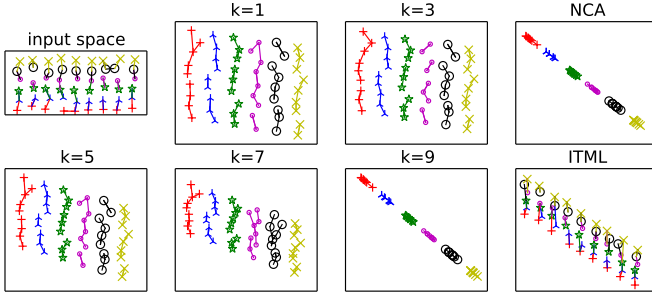 input space
k=1
k=3
NCA
k=5
k=7
k=9
ITML